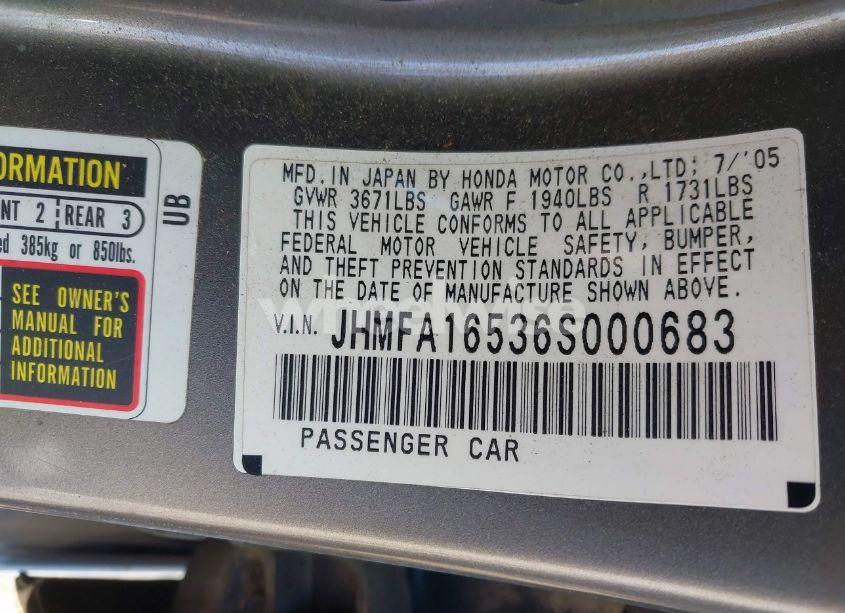 ORMATION
NT 2 REAR 3
ed 385kg or 850lbs.
SEE OWNER'S
MANUAL FOR
ADDITIONAL
INFORMATION
UB
MFD. IN JAPAN BY HONDA MOTOR CO., LTD; 7/'05
GVWR 3671LBS GAWR F 1940LBS R 1731LBS
THIS VEHICLE CONFORMS TO ALL APPLICABLE
FEDERAL MOTOR VEHICLE SAFETY, BUMPER,
AND THEFT PREVENTION STANDARDS IN EFFECT
ON THE DATE OF MANUFACTURE SHOWN ABOVE.
V.I.N. JHMFA16536S000683
PASSENGER CAR